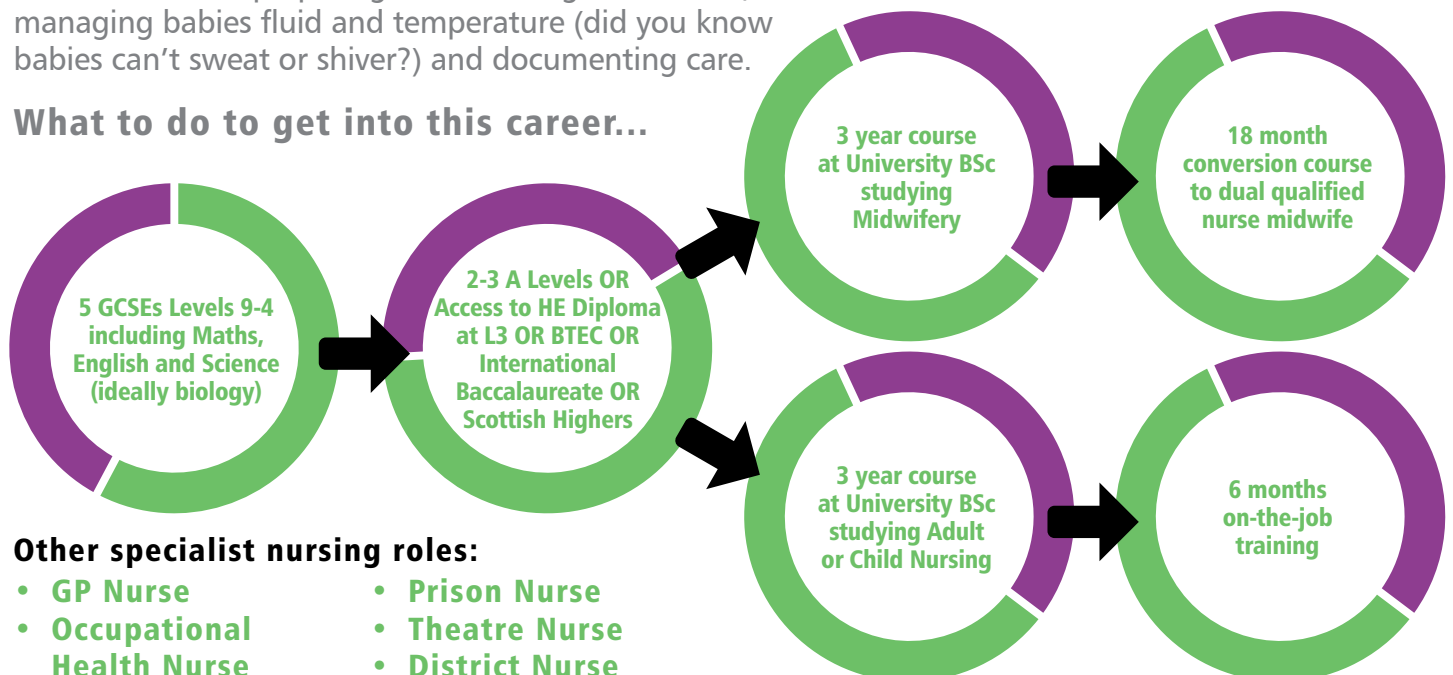 managing babies fluid and temperature (did you know
babies can't sweat or shiver?) and documenting care.
What to do to get into this career...
5 GCSEs Levels 9-4
including Maths,
English and Science
(ideally biology)
2-3 A Levels OR
Access to HE Diploma
at L3 OR BTEC OR
International
Baccalaureate OR
Scottish Highers
3 year course
at University BSc
studying
Midwifery
18 month
conversion course
to dual qualified
nurse midwife
3 year course
at University BSc
studying Adult
or Child Nursing
6 months
on-the-job
training
Other specialist nursing roles:
• GP Nurse
• Occupational
Health Nurse
• Prison Nurse
• Theatre Nurse
• District Nurse